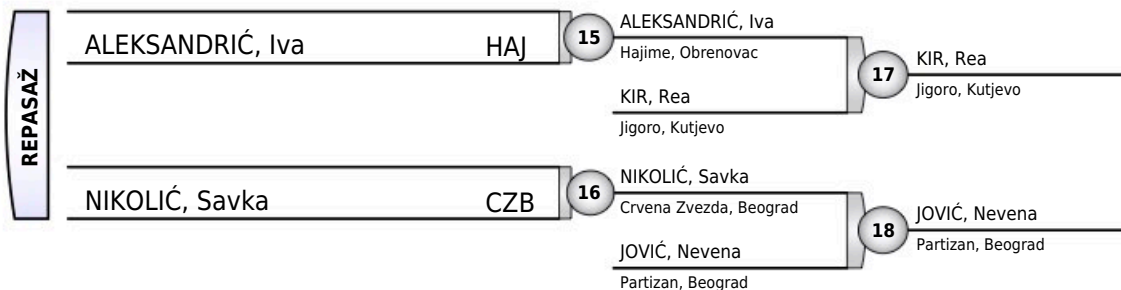 REPASAŽ
ALEKSANDRIĆ, Iva HAJ
15
ALEKSANDRIĆ, Iva
Hajime, Obrenovac
KIR, Rea
Jigoro, Kutjevo
17
KIR, Rea
Jigoro, Kutjevo
NIKOLIĆ, Savka CZB
16
NIKOLIĆ, Savka
Crvena Zvezda, Beograd
JOVIĆ, Nevena
Partizan, Beograd
18
JOVIĆ, Nevena
Partizan, Beograd